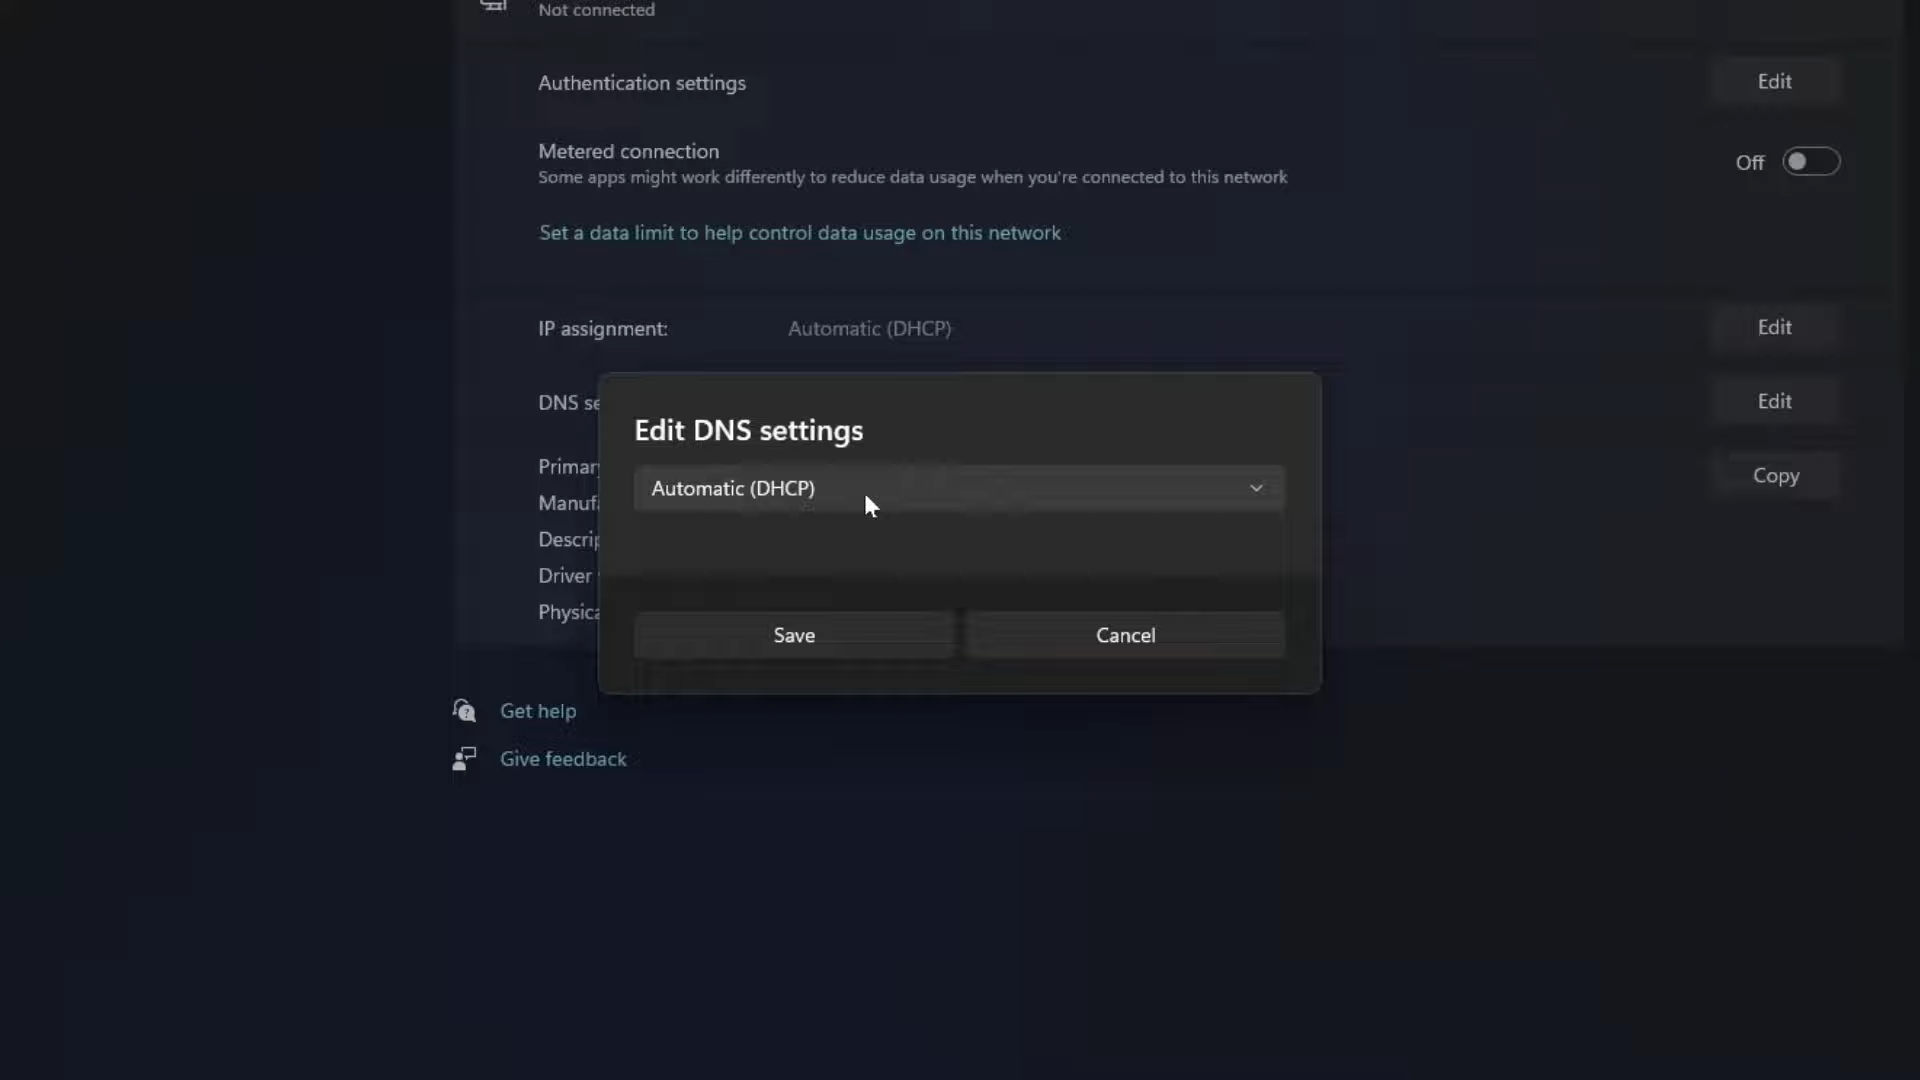 Not connected
Authentication settings
Edit
Metered connection
Some apps might work differently to reduce data usage when you're connected to this network
Off
Set a data limit to help control data usage on this network
IP assignment:
Automatic (DHCP)
Edit
DNS se
Edit
Edit DNS settings
Primary
Copy
Automatic (DHCP)
Manufa
Descrip
Driver
Physica
Save
Cancel
Get help
Give feedback